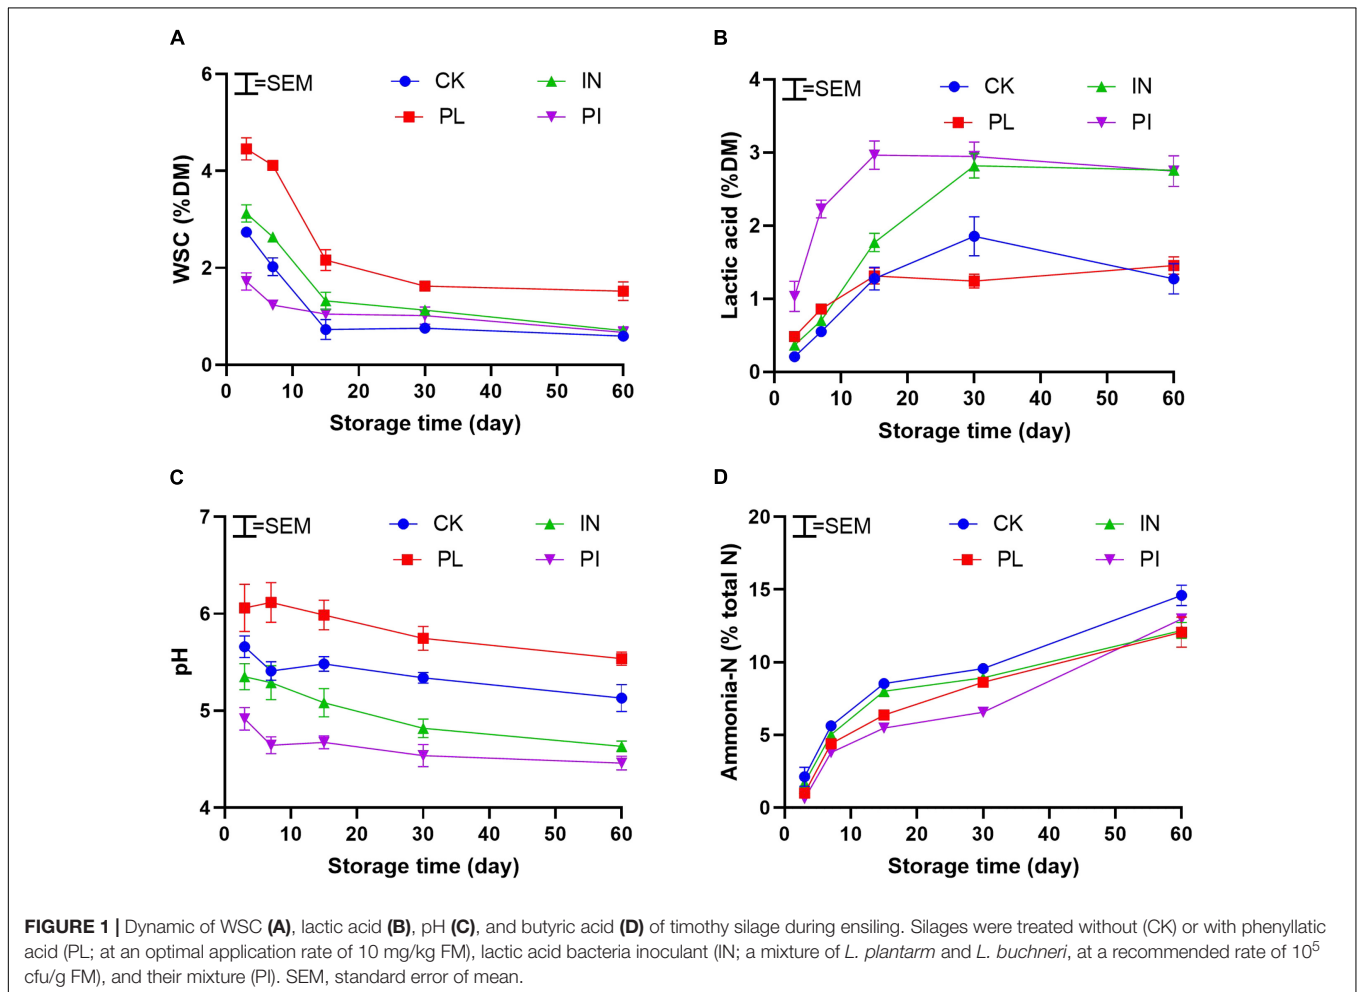 A
6
4
2
0
WSC (%DM)
=SEM
CK
IN
PL
PI
0 10 20 30 40 50 60
Storage time (day)
B
4
3
2
1
0
Lactic acid (%DM)
=SEM
CK
IN
PL
PI
0 10 20 30 40 50 60
Storage time (day)
C
7
6
5
4
pH
=SEM
CK
IN
PL
PI
0 10 20 30 40 50 60
Storage time (day)
D
20
15
10
5
0
Ammonia-N (% total N)
=SEM
CK
IN
PL
PI
0 10 20 30 40 50 60
Storage time (day)
FIGURE 1 | Dynamic of WSC (A), lactic acid (B), pH (C), and butyric acid (D) of timothy silage during ensiling. Silages were treated without (CK) or with phenyllatic
acid (PL; at an optimal application rate of 10 mg/kg FM), lactic acid bacteria inoculant (IN; a mixture of L. plantarm and L. buchneri, at a recommended rate of 10⁵
cfu/g FM), and their mixture (PI). SEM, standard error of mean.